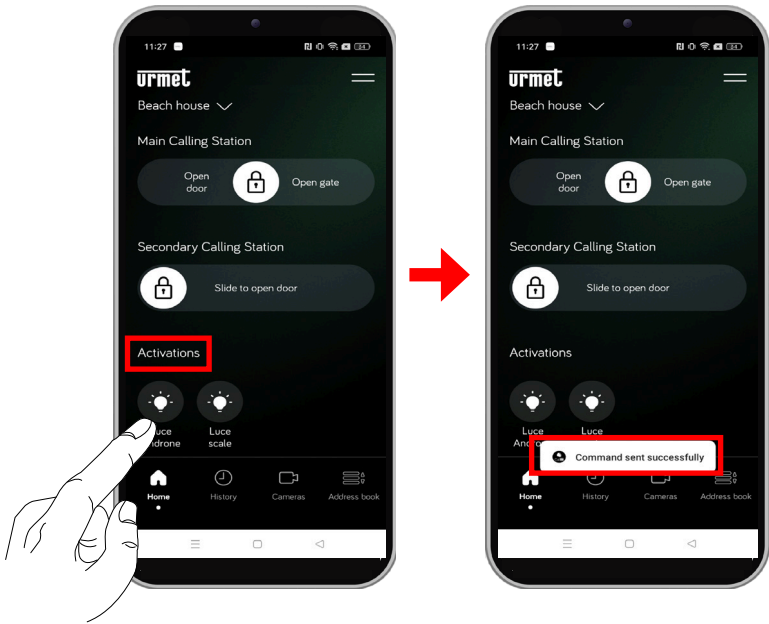 11:27
urmet
Beach house
Main Calling Station
Open
door
Open gate
Secondary Calling Station
Slide to open door
Activations
Luce
scale
Home
History
Cameras
Address book
11:27
urmet
Beach house
Main Calling Station
Open
door
Open gate
Secondary Calling Station
Slide to open door
Activations
Luce
Command sent successfully
Home
History
Cameras
Address book